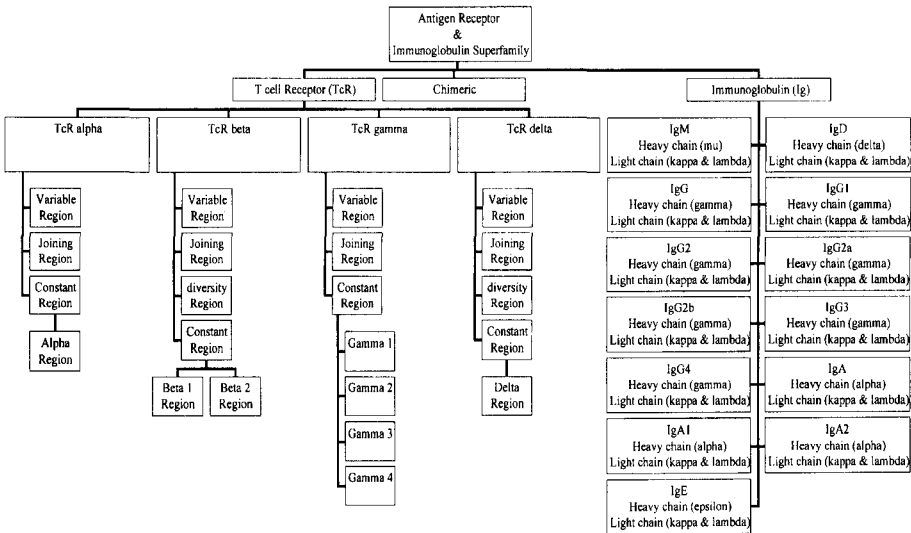 Antigen Receptor
&
Immunoglobulin Superfamily
T cell Receptor (TcR)
Chimeric
Immunoglobulin (Ig)
TcR alpha
Variable
Region
Joining
Region
Constant
Region
Alpha
Region
TcR beta
Variable
Region
Joining
Region
diversity
Region
Constant
Region
Beta 1
Region
Beta 2
Region
TcR gamma
Variable
Region
Joining
Region
Constant
Region
Gamma 1
Gamma 2
Gamma 3
Gamma 4
TcR delta
Variable
Region
Joining
Region
diversity
Region
Constant
Region
Delta
Region
IgM
Heavy chain (mu)
Light chain (kappa & lambda)
IgD
Heavy chain (delta)
Light chain (kappa & lambda)
IgG
Heavy chain (gamma)
Light chain (kappa & lambda)
IgG1
Heavy chain (gamma)
Light chain (kappa & lambda)
IgG2
Heavy chain (gamma)
Light chain (kappa & lambda)
IgG2a
Heavy chain (gamma)
Light chain (kappa & lambda)
IgG2b
Heavy chain (gamma)
Light chain (kappa & lambda)
IgG3
Heavy chain (gamma)
Light chain (kappa & lambda)
IgG4
Heavy chain (gamma)
Light chain (kappa & lambda)
IgA
Heavy chain (alpha)
Light chain (kappa & lambda)
IgA1
Heavy chain (alpha)
Light chain (kappa & lambda)
IgA2
Heavy chain (alpha)
Light chain (kappa & lambda)
IgE
Heavy chain (epsilon)
Light chain (kappa & lambda)